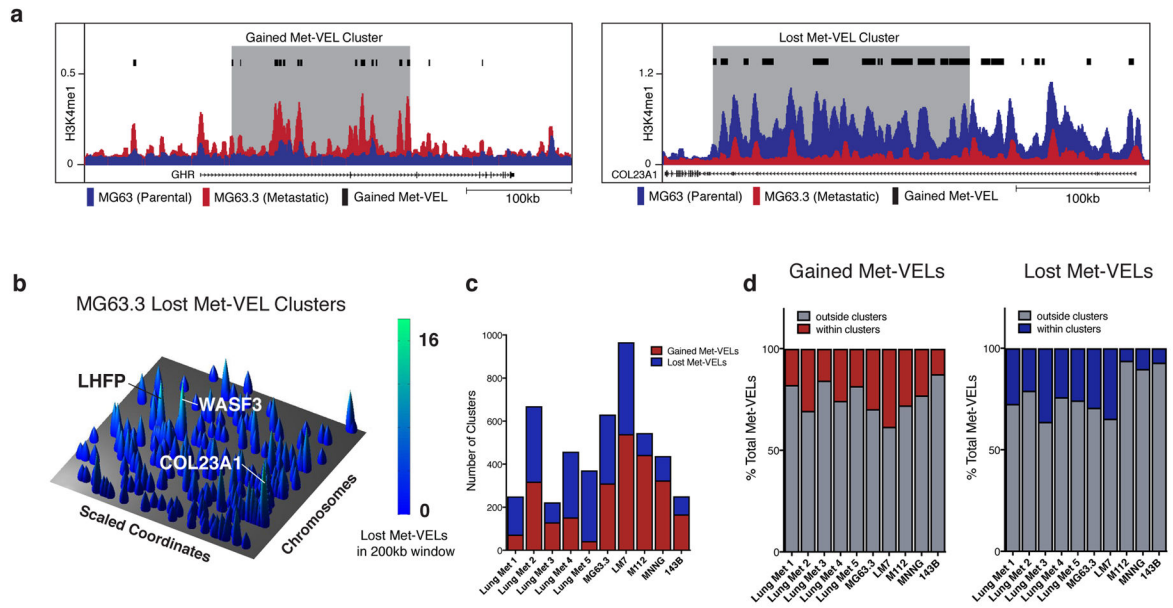 a
Gained Met-VEL Cluster
0.5
H3K4me1
0
GHR
MG63 (Parental) MG63.3 (Metastatic) Gained Met-VEL
100kb
Lost Met-VEL Cluster
1.2
H3K4me1
0
COL23A1
MG63 (Parental) MG63.3 (Metastatic) Gained Met-VEL
100kb
b
MG63.3 Lost Met-VEL Clusters
LHFP
WASF3
COL23A1
Scaled Coordinates
Chromosomes
16
0
Lost Met-VELs
in 200kb window
c
Number of Clusters
1000
800
600
400
200
0
Gained Met-VELs
Lost Met-VELs
Lung Met 1
Lung Met 2
Lung Met 3
Lung Met 4
Lung Met 5
MG63.3
LM7
M112
MNNG
143B
d
Gained Met-VELs
outside clusters
within clusters
% Total Met-VELs
100
50
0
Lung Met 1
Lung Met 2
Lung Met 3
Lung Met 4
Lung Met 5
MG63.3
LM7
M112
MNNG
143B
Lost Met-VELs
outside clusters
within clusters
% Total Met-VELs
100
50
0
Lung Met 1
Lung Met 2
Lung Met 3
Lung Met 4
Lung Met 5
MG63.3
LM7
M112
MNNG
143B